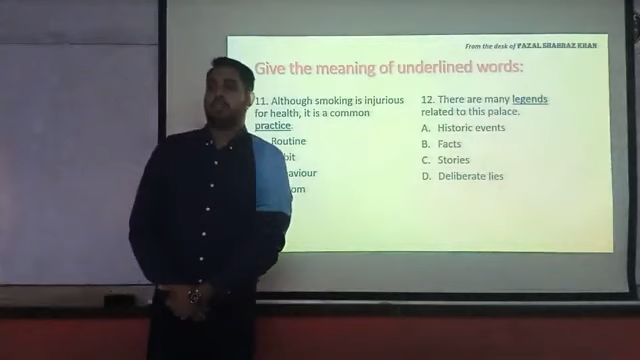 From the desk of FAZAL SHAHBAZ KHAN
Give the meaning of underlined words:
11. Although smoking is injurious
for health, it is a common
practice.
Routine
bit
aviour
om
12. There are many legends
related to this palace.
A. Historic events
B. Facts
C. Stories
D. Deliberate lies